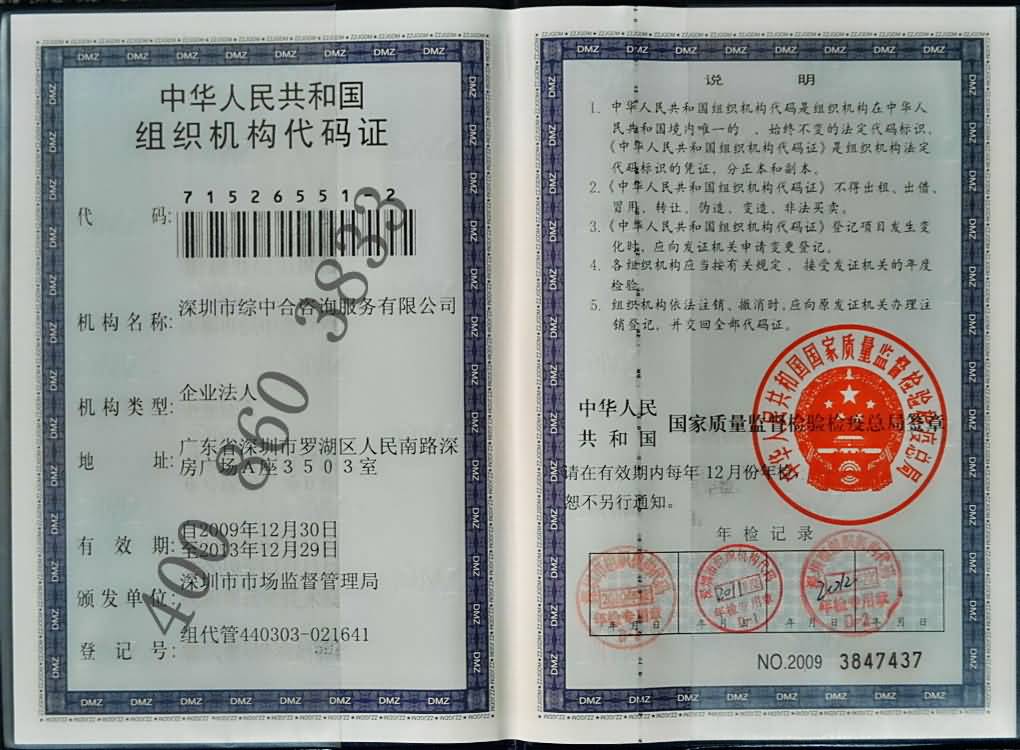 中华人民共和国
组织机构代码证
代 码: 71526551-2
机构名称: 深圳市综中合咨询服务有限公司
机构类型: 企业法人
地 址: 广东省深圳市罗湖区人民南路深
房广场A座3503室
有 效 期: 自2009年12月30日
至2013年12月29日
颁发单位: 深圳市市场监督管理局
登 记 号: 组代管440303-021641
400 860 3833
说 明
1. 中华人民共和国组织机构代码是组织机构在中华人
民共和国境内唯一的 、始终不变的法定代码标识,
《中华人民共和国组织机构代码证》是组织机构法定
代码标识的凭证，分正本和副本。
2.《中华人民共和国组织机构代码证》不得出租、出借、
冒用、转让、伪造、变造、非法买卖。
3.《中华人民共和国组织机构代码证》登记项目发生变
化时，应向发证机关申请变更登记。
4. 各组织机构应当按有关规定 ，接受发证机关的年度
检验。
5. 组织机构依法注销、撤消时,应向原发证机关办理注
销登记，并交回全部代码证。
中华人民
共 和 国 国家质量监督检验检疫总局签章
中华人民共和国国家质量监督检验检疫总局
请在有效期内每年 12月份年检,
恕不另行通知。
年 检 记 录
2011
年检专用章
D-1
2012
年检专用章
D-2
年检专用章
年 月 日 年 月 日 年 月 日 年 月 日
NO.2009 3847437
DMZ
ZZJGDM